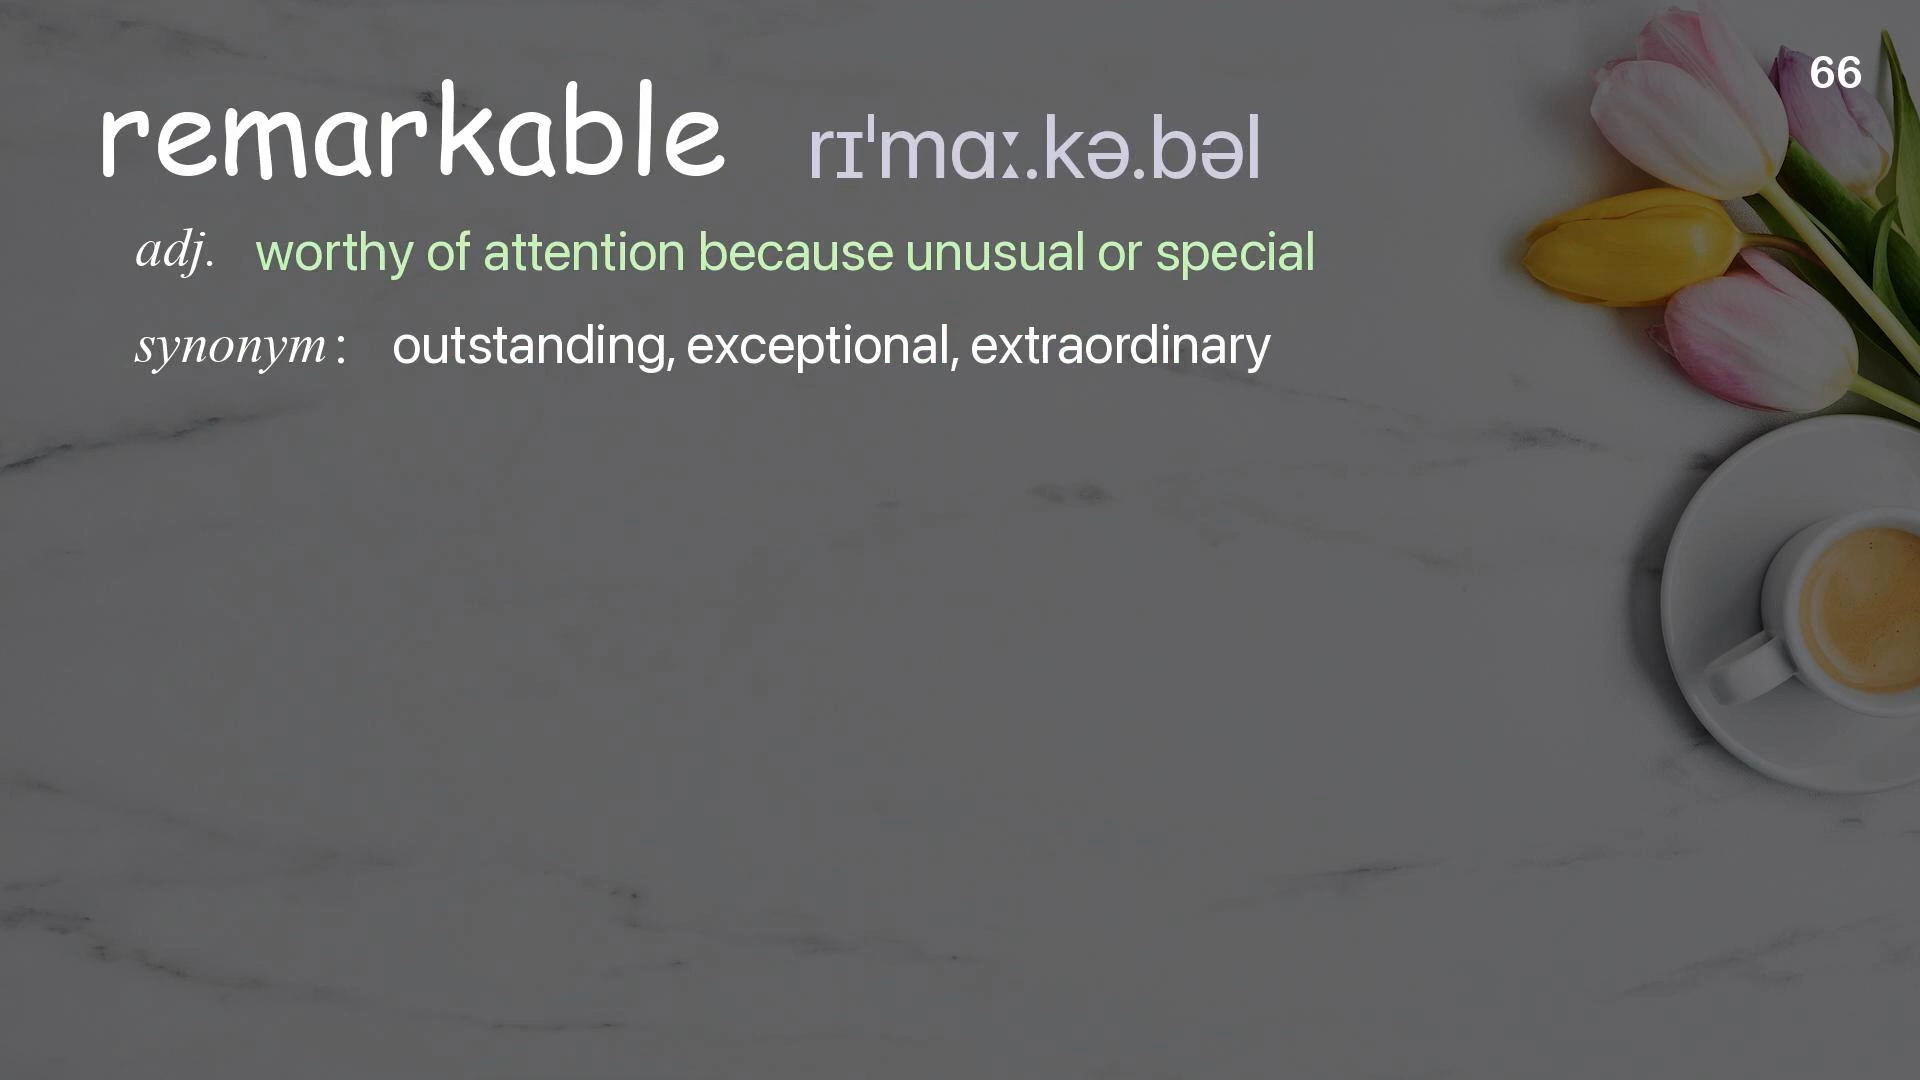 66
remarkable rɪˈmɑː.kə.bəl
adj. worthy of attention because unusual or special
synonym: outstanding, exceptional, extraordinary